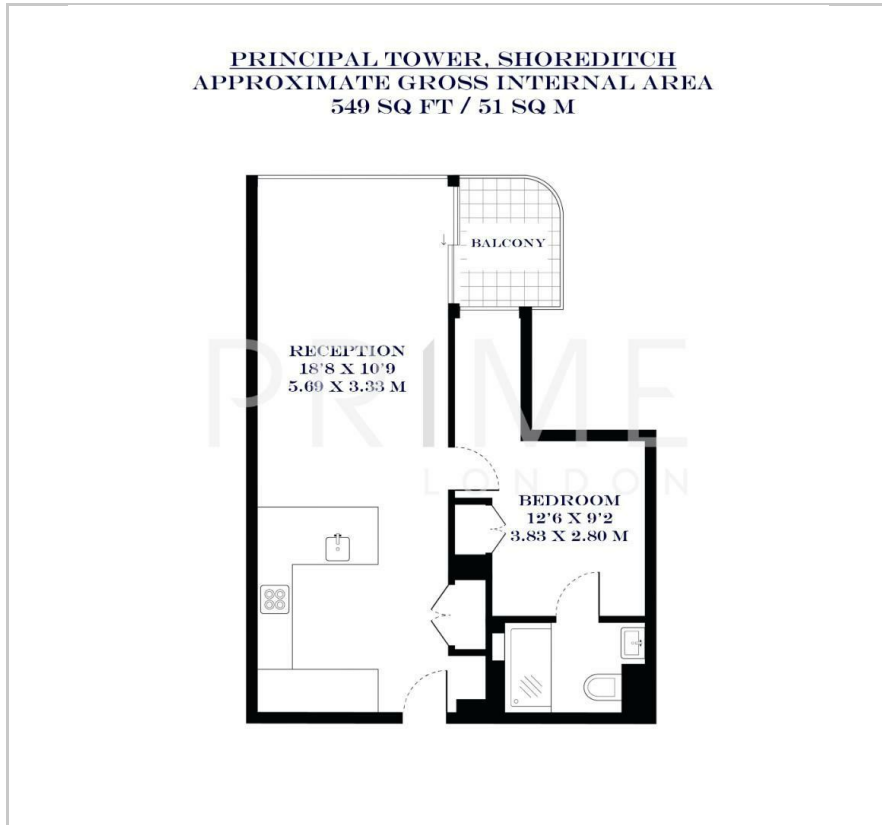 PRINCIPAL TOWER, SHOREDITCH
APPROXIMATE GROSS INTERNAL AREA
549 SQ FT / 51 SQ M
BALCONY
RECEPTION
18'8 X 10'9
5.69 X 3.33 M
PRIME
LONDON
BEDROOM
12'6 X 9'2
3.83 X 2.80 M